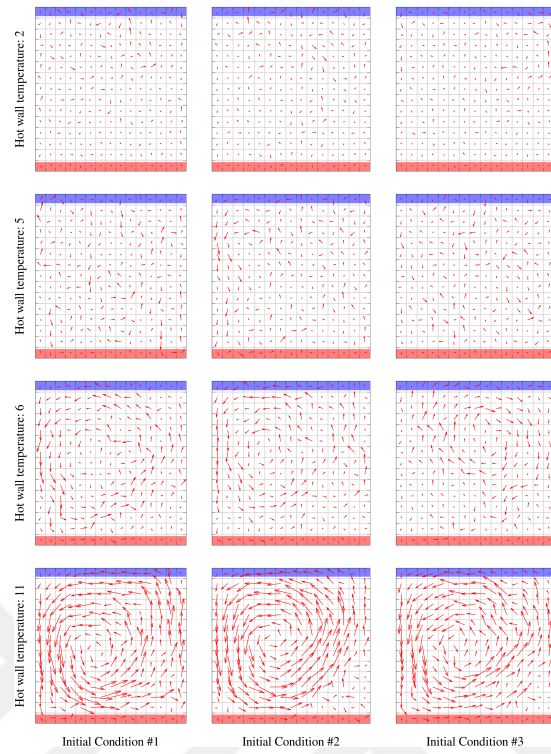 Hot wall temperature: 2
Hot wall temperature: 5
Hot wall temperature: 6
Hot wall temperature: 11
Initial Condition #1
Initial Condition #2
Initial Condition #3